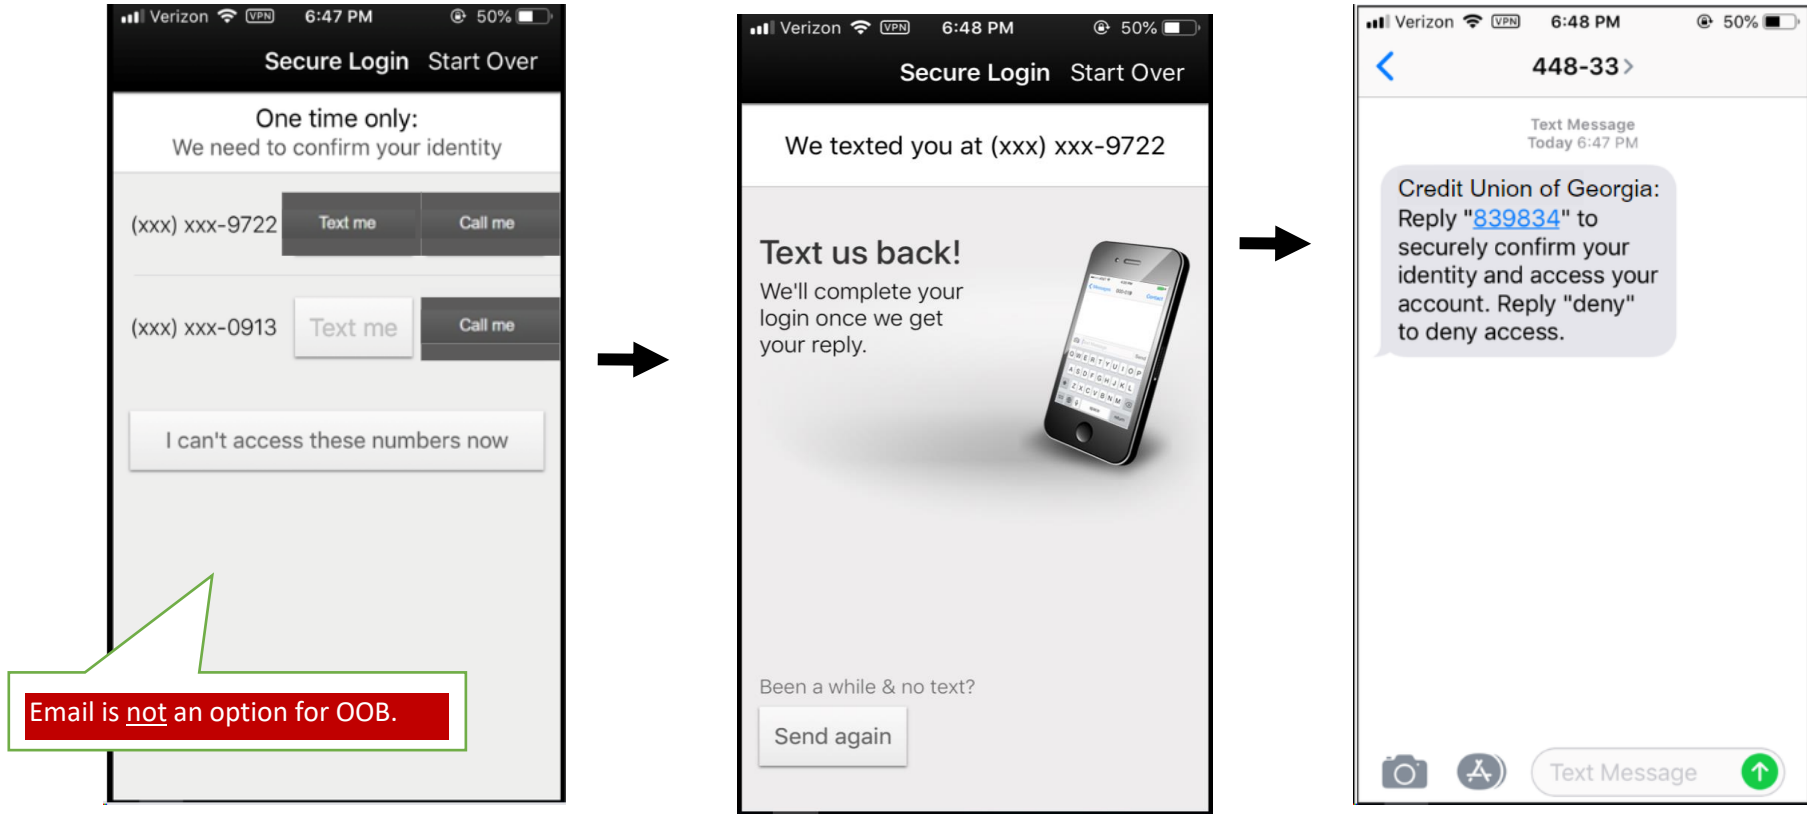 Verizon VPN 6:47 PM 50%
Secure Login Start Over
One time only:
We need to confirm your identity
(xxx) xxx-9722 Text me Call me
(xxx) xxx-0913 Text me Call me
I can't access these numbers now
Email is not an option for OOB.
Verizon VPN 6:48 PM 50%
Secure Login Start Over
We texted you at (xxx) xxx-9722
Text us back!
We'll complete your
login once we get
your reply.
Been a while & no text?
Send again
Verizon VPN 6:48 PM 50%
448-33
Text Message
Today 6:47 PM
Credit Union of Georgia:
Reply "839834" to
securely confirm your
identity and access your
account. Reply "deny"
to deny access.
Text Message